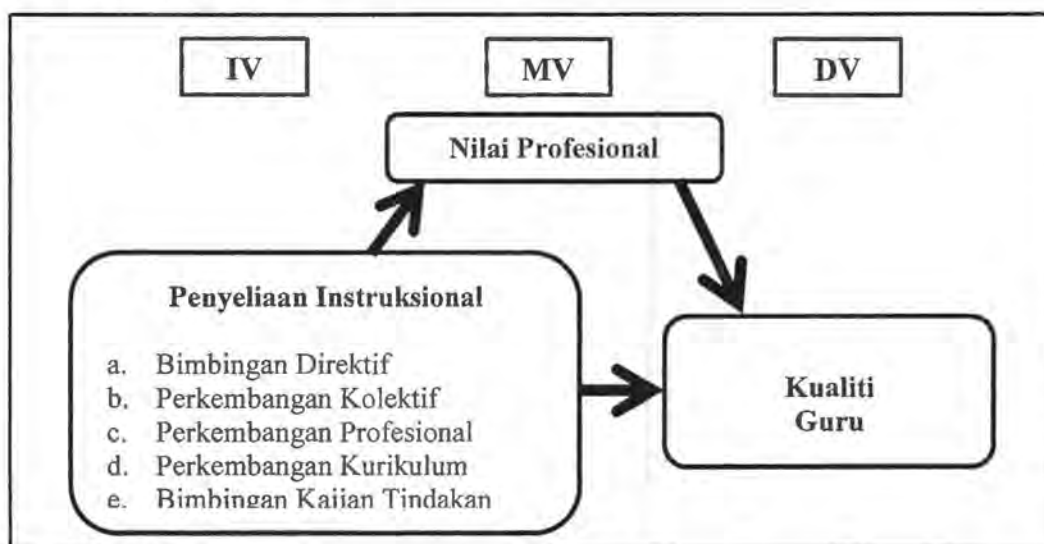 IV
MV
DV
Nilai Profesional
Penyeliaan Instruksional
a. Bimbingan Direktif
b. Perkembangan Kolektif
c. Perkembangan Profesional
d. Perkembangan Kurikulum
e. Bimbingan Kajian Tindakan
Kualiti
Guru